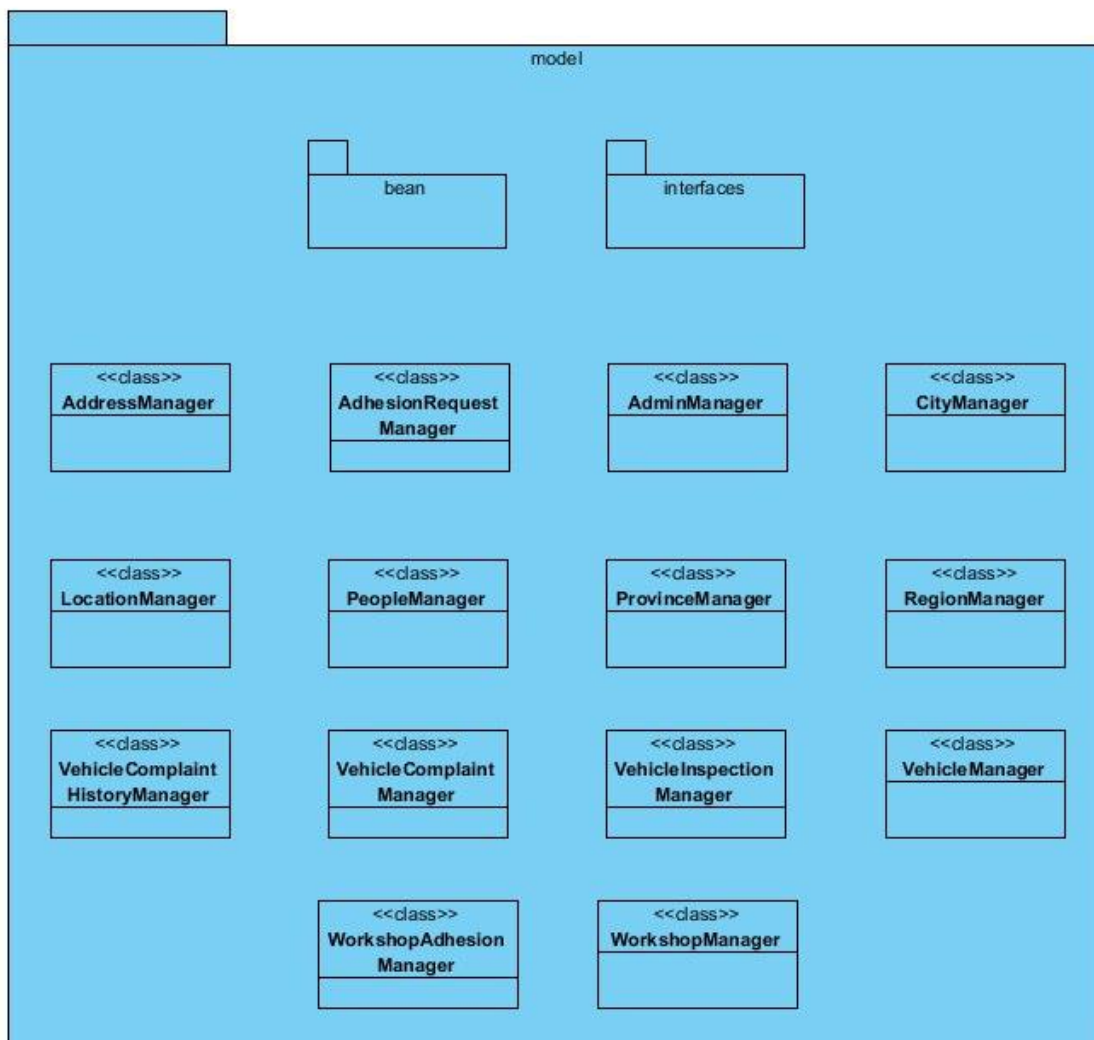 model
bean
interfaces
<<class>>
AddressManager
<<class>>
AdhesionRequest
Manager
<<class>>
AdminManager
<<class>>
CityManager
<<class>>
LocationManager
<<class>>
PeopleManager
<<class>>
ProvinceManager
<<class>>
RegionManager
<<class>>
VehicleComplaint
HistoryManager
<<class>>
VehicleComplaint
Manager
<<class>>
VehicleInspection
Manager
<<class>>
VehicleManager
<<class>>
WorkshopAdhesion
Manager
<<class>>
WorkshopManager